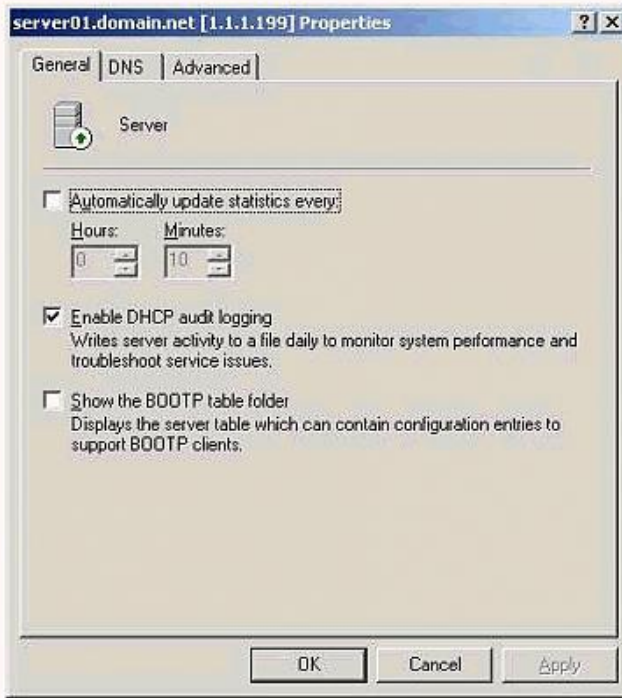 server01.domain.net [1.1.1.199] Properties
General DNS Advanced
Server
Automatically update statistics every:
Hours: Minutes:
0 10
Enable DHCP audit logging
Writes server activity to a file daily to monitor system performance and
troubleshoot service issues.
Show the BOOTP table folder
Displays the server table which can contain configuration entries to
support BOOTP clients.
OK Cancel Apply